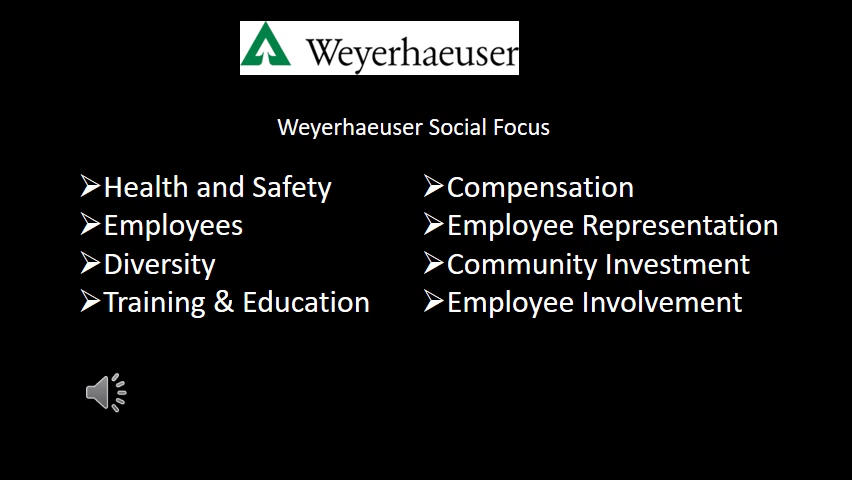 Weyerhaeuser
Weyerhaeuser Social Focus
Health and Safety
Employees
Diversity
Training & Education
Compensation
Employee Representation
Community Investment
Employee Involvement